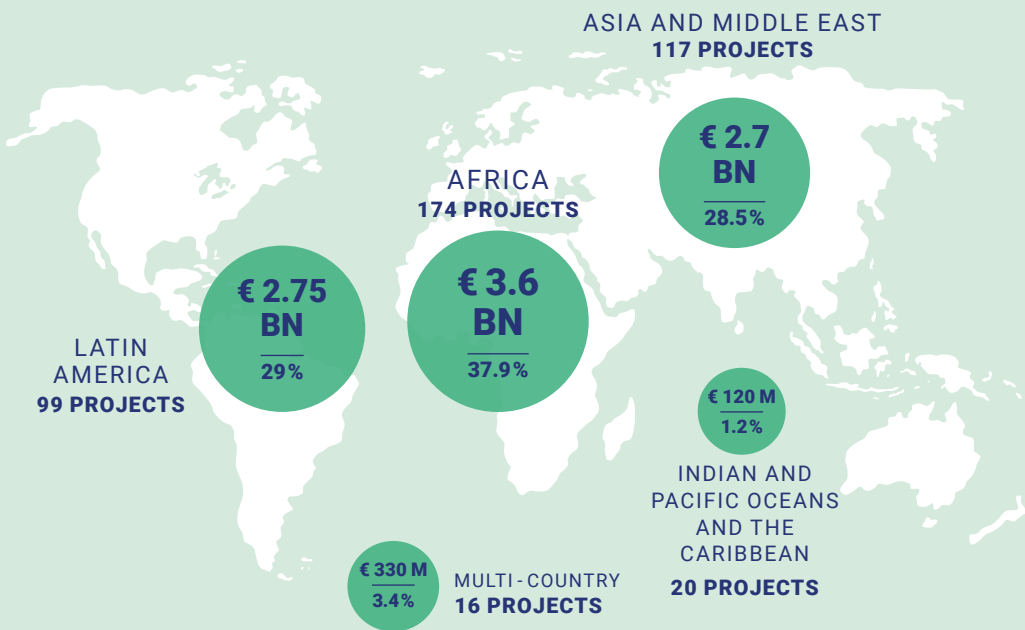 ASIA AND MIDDLE EAST
117 PROJECTS
€ 2.7
BN
28.5%
AFRICA
174 PROJECTS
€ 3.6
BN
37.9%
€ 2.75
BN
29%
LATIN
AMERICA
99 PROJECTS
€ 120 M
1.2%
INDIAN AND
PACIFIC OCEANS
AND THE
CARIBBEAN
20 PROJECTS
€ 330 M
3.4%
MULTI-COUNTRY
16 PROJECTS